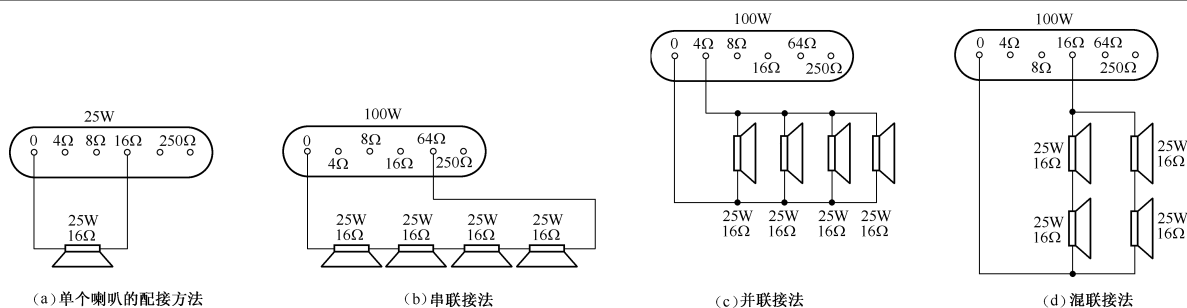 25W
0 4Ω 8Ω 16Ω 250Ω
25W
16Ω
(a)单个喇叭的配接方法
100W
0 4Ω 8Ω 16Ω 64Ω 250Ω
25W 25W 25W 25W
16Ω 16Ω 16Ω 16Ω
(b)串联接法
100W
0 4Ω 8Ω 16Ω 64Ω 250Ω
25W 25W 25W 25W
16Ω 16Ω 16Ω 16Ω
(c)并联接法
100W
0 4Ω 8Ω 16Ω 64Ω 250Ω
25W 25W
16Ω 16Ω
25W 25W
16Ω 16Ω
(d)混联接法